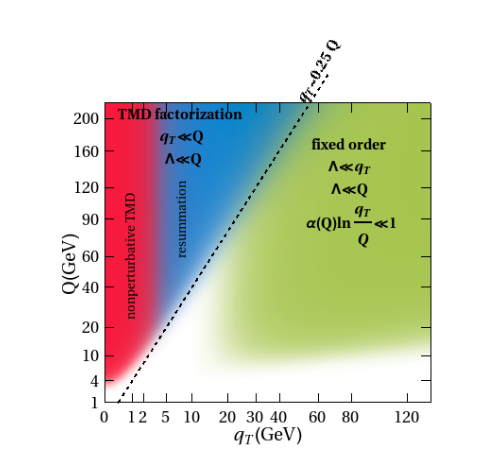 q_T=0.25 Q
TMD factorization
q_T≪Q
Λ≪Q
fixed order
Λ≪q_T
Λ≪Q
α(Q)ln q_T/Q ≪1
nonperturbative TMD
resummation
Q(GeV)
200
160
120
90
60
40
20
10
4
1
0 1 2 5 10 20 30 40 60 80 120
q_T(GeV)